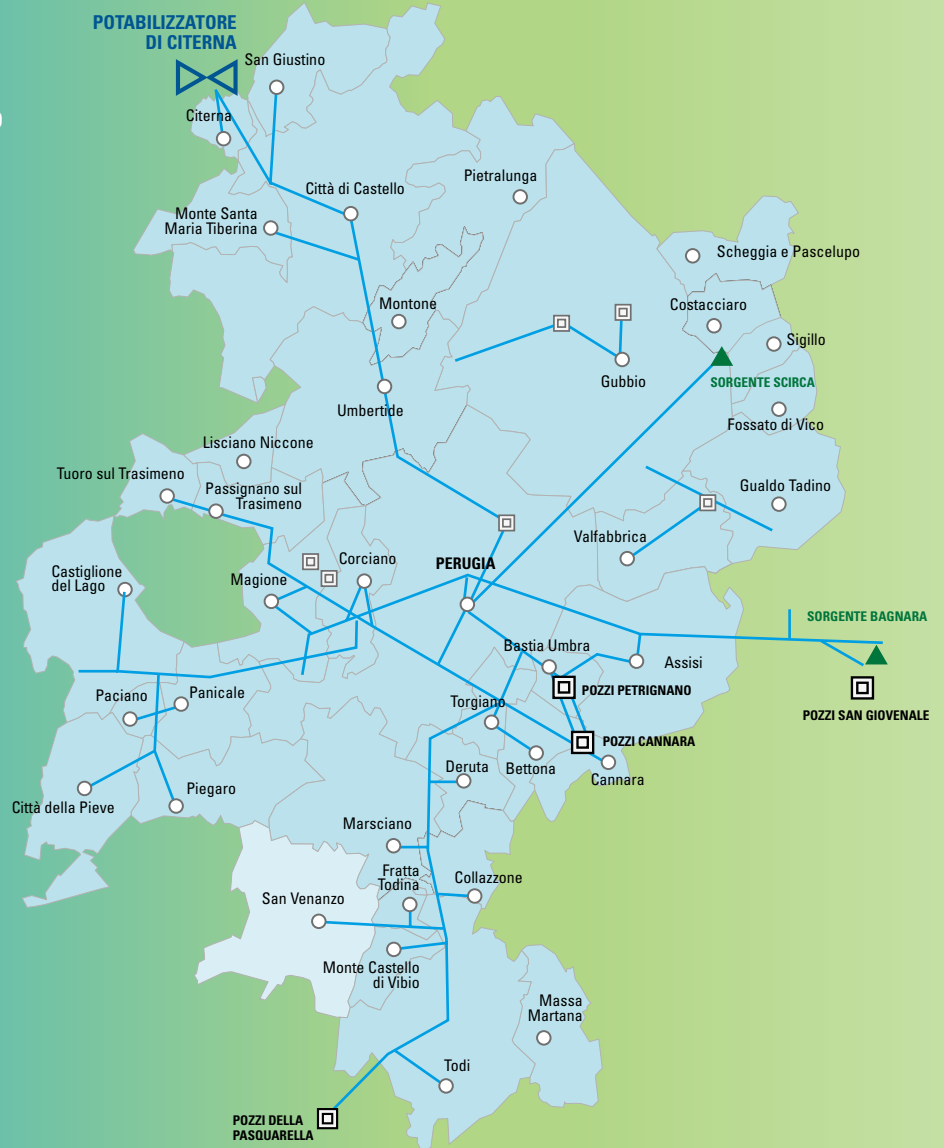 POTABILIZZATORE
DI CITERNA
San Giustino
Citerna
Città di Castello
Pietralunga
Monte Santa
Maria Tiberina
Scheggia e Pascelupo
Montone
Costacciaro
Sigillo
Gubbio
SORGENTE SCIRCA
Umbertide
Fossato di Vico
Lisciano Niccone
Tuoro sul Trasimeno
Passignano sul
Trasimeno
Gualdo Tadino
Valfabbrica
Corciano
PERUGIA
Castiglione
del Lago
Magione
SORGENTE BAGNARA
Bastia Umbra
Assisi
Paciano
Panicale
POZZI PETRIGNANO
Torgiano
POZZI SAN GIOVENALE
POZZI CANNARA
Deruta
Bettona
Cannara
Città della Pieve
Piegaro
Marsciano
Fratta
Todina
Collazzone
San Venanzo
Monte Castello
di Vibio
Massa
Martana
Todi
POZZI DELLA
PASQUARELLA